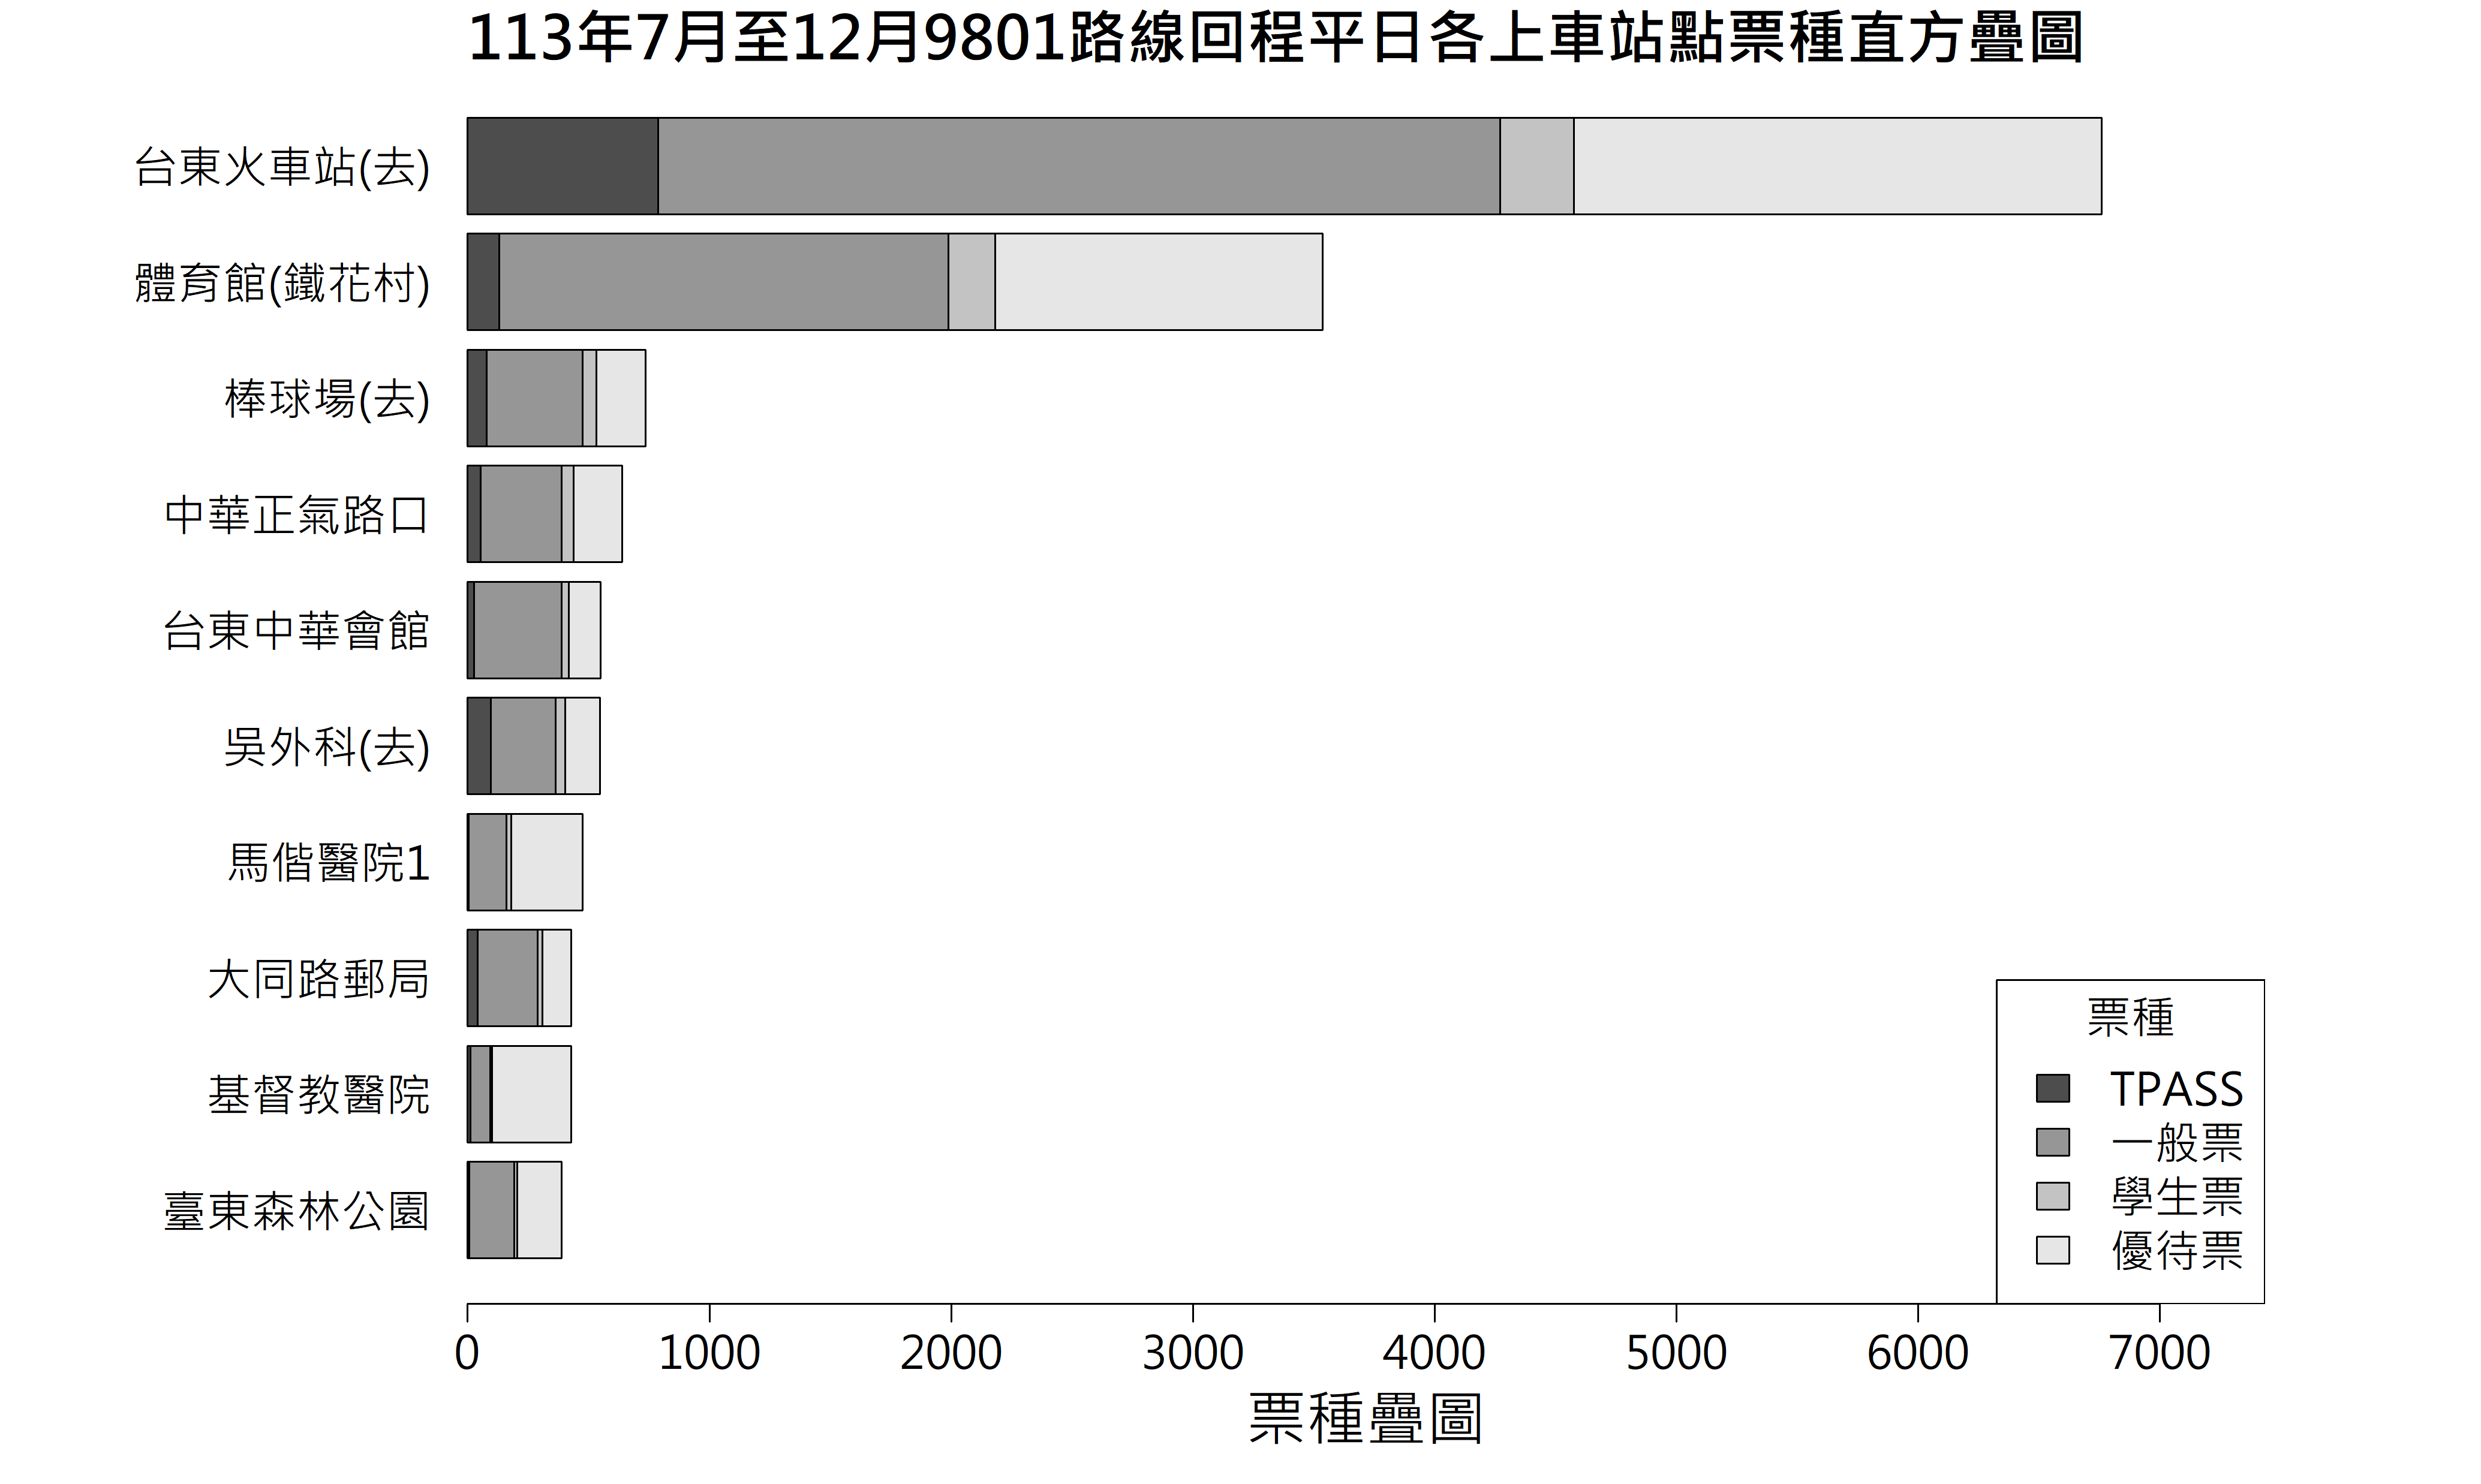 113年7月至12月9801路線回程平日各上車站點票種直方疊圖
台東火車站(去)
體育館(鐵花村)
棒球場(去)
中華正氣路口
台東中華會館
吳外科(去)
馬偕醫院1
大同路郵局
基督教醫院
臺東森林公園
票種
TPASS
一般票
學生票
優待票
0 1000 2000 3000 4000 5000 6000 7000
票種疊圖